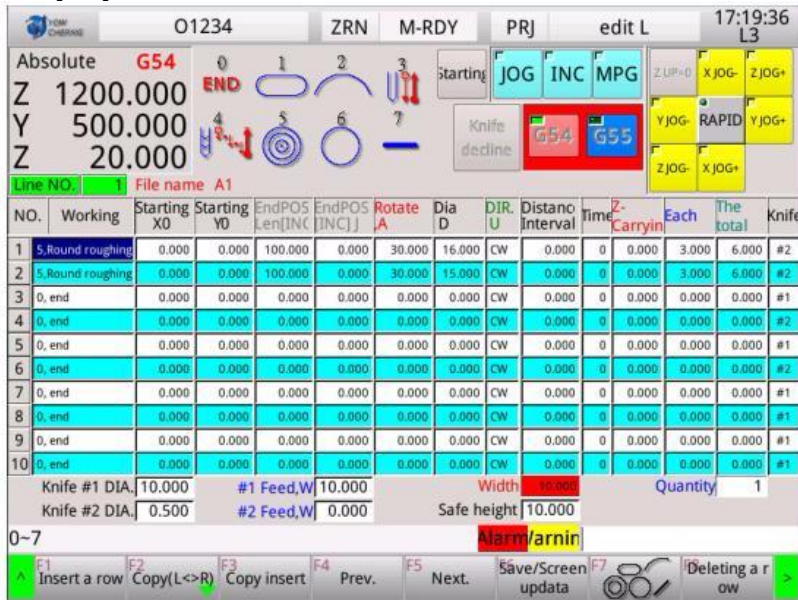 YOW CHERNG
O1234 ZRN M-RDY PRJ edit L 17:19:36
L3
Absolute G54
Z 1200.000
Y 500.000
Z 20.000
0 1 2 3
END
4 5 6 7
Starting JOG INC MPG
Knife decline G54 G55
Z UP=0 X JOG- Z JOG+
Y JOG- RAPID Y JOG+
Z JOG- X JOG+
Line NO. 1 File name A1
NO. Working Starting X0 Starting Y0 EndPOS Len[INC EndPOS [INC] J Rotate ,A Dia D DIR. U Distanc Interval Time Z- Carryin Each The total Knife
1 5,Round roughing 0.000 0.000 100.000 0.000 30.000 16.000 CW 0.000 0 0.000 3.000 6.000 #2
2 5,Round roughing 0.000 0.000 100.000 0.000 30.000 15.000 CW 0.000 0 0.000 3.000 6.000 #2
3 0, end 0.000 0.000 0.000 0.000 0.000 0.000 CW 0.000 0 0.000 0.000 0.000 #1
4 0, end 0.000 0.000 0.000 0.000 0.000 0.000 CW 0.000 0 0.000 0.000 0.000 #2
5 0, end 0.000 0.000 0.000 0.000 0.000 0.000 CW 0.000 0 0.000 0.000 0.000 #1
6 0, end 0.000 0.000 0.000 0.000 0.000 0.000 CW 0.000 0 0.000 0.000 0.000 #2
7 0, end 0.000 0.000 0.000 0.000 0.000 0.000 CW 0.000 0 0.000 0.000 0.000 #1
8 0, end 0.000 0.000 0.000 0.000 0.000 0.000 CW 0.000 0 0.000 0.000 0.000 #1
9 0, end 0.000 0.000 0.000 0.000 0.000 0.000 CW 0.000 0 0.000 0.000 0.000 #1
10 0, end 0.000 0.000 0.000 0.000 0.000 0.000 CW 0.000 0 0.000 0.000 0.000 #1
Knife #1 DIA. 10.000 #1 Feed,W 10.000 Width 10.000 Quantity 1
Knife #2 DIA. 0.500 #2 Feed,W 0.000 Safe height 10.000
0~7 Alarm/arnin
^ F1 Insert a row F2 Copy(L<>R) F3 Copy insert F4 Prev. F5 Next. Save/Screen updata F7 Deleting a r ow >